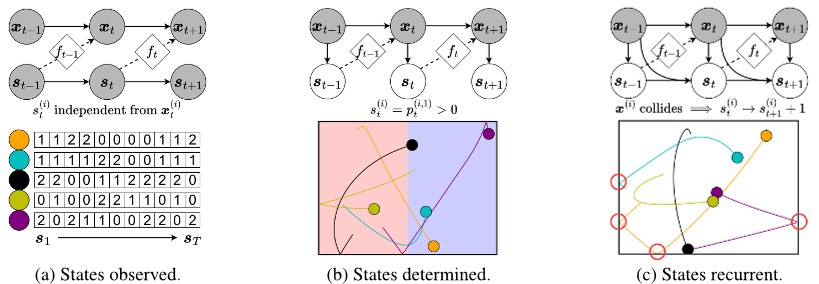 x_{t−1} x_t x_{t+1}
f_{t−1} f_t
s_{t−1} s_t s_{t+1}
s_t^{(i)} independent from x_t^{(i)}
1 1 2 2 0 0 0 0 1 1 2
1 1 1 1 2 2 0 0 1 1 1
2 2 0 0 1 1 2 2 2 2 0
0 1 0 0 2 2 1 1 0 1 0
2 0 2 1 1 0 0 2 2 0 2
s_1 s_T
(a) States observed.
x_{t−1} x_t x_{t+1}
f_{t−1} f_t
s_{t−1} s_t s_{t+1}
s_t^{(i)} = p_t^{(i,1)} > 0
(b) States determined.
x_{t−1} x_t x_{t+1}
f_{t−1} f_t
s_{t−1} s_t s_{t+1}
x^{(i)} collides ⟹ s_t^{(i)} → s_{t+1}^{(i)} + 1
(c) States recurrent.